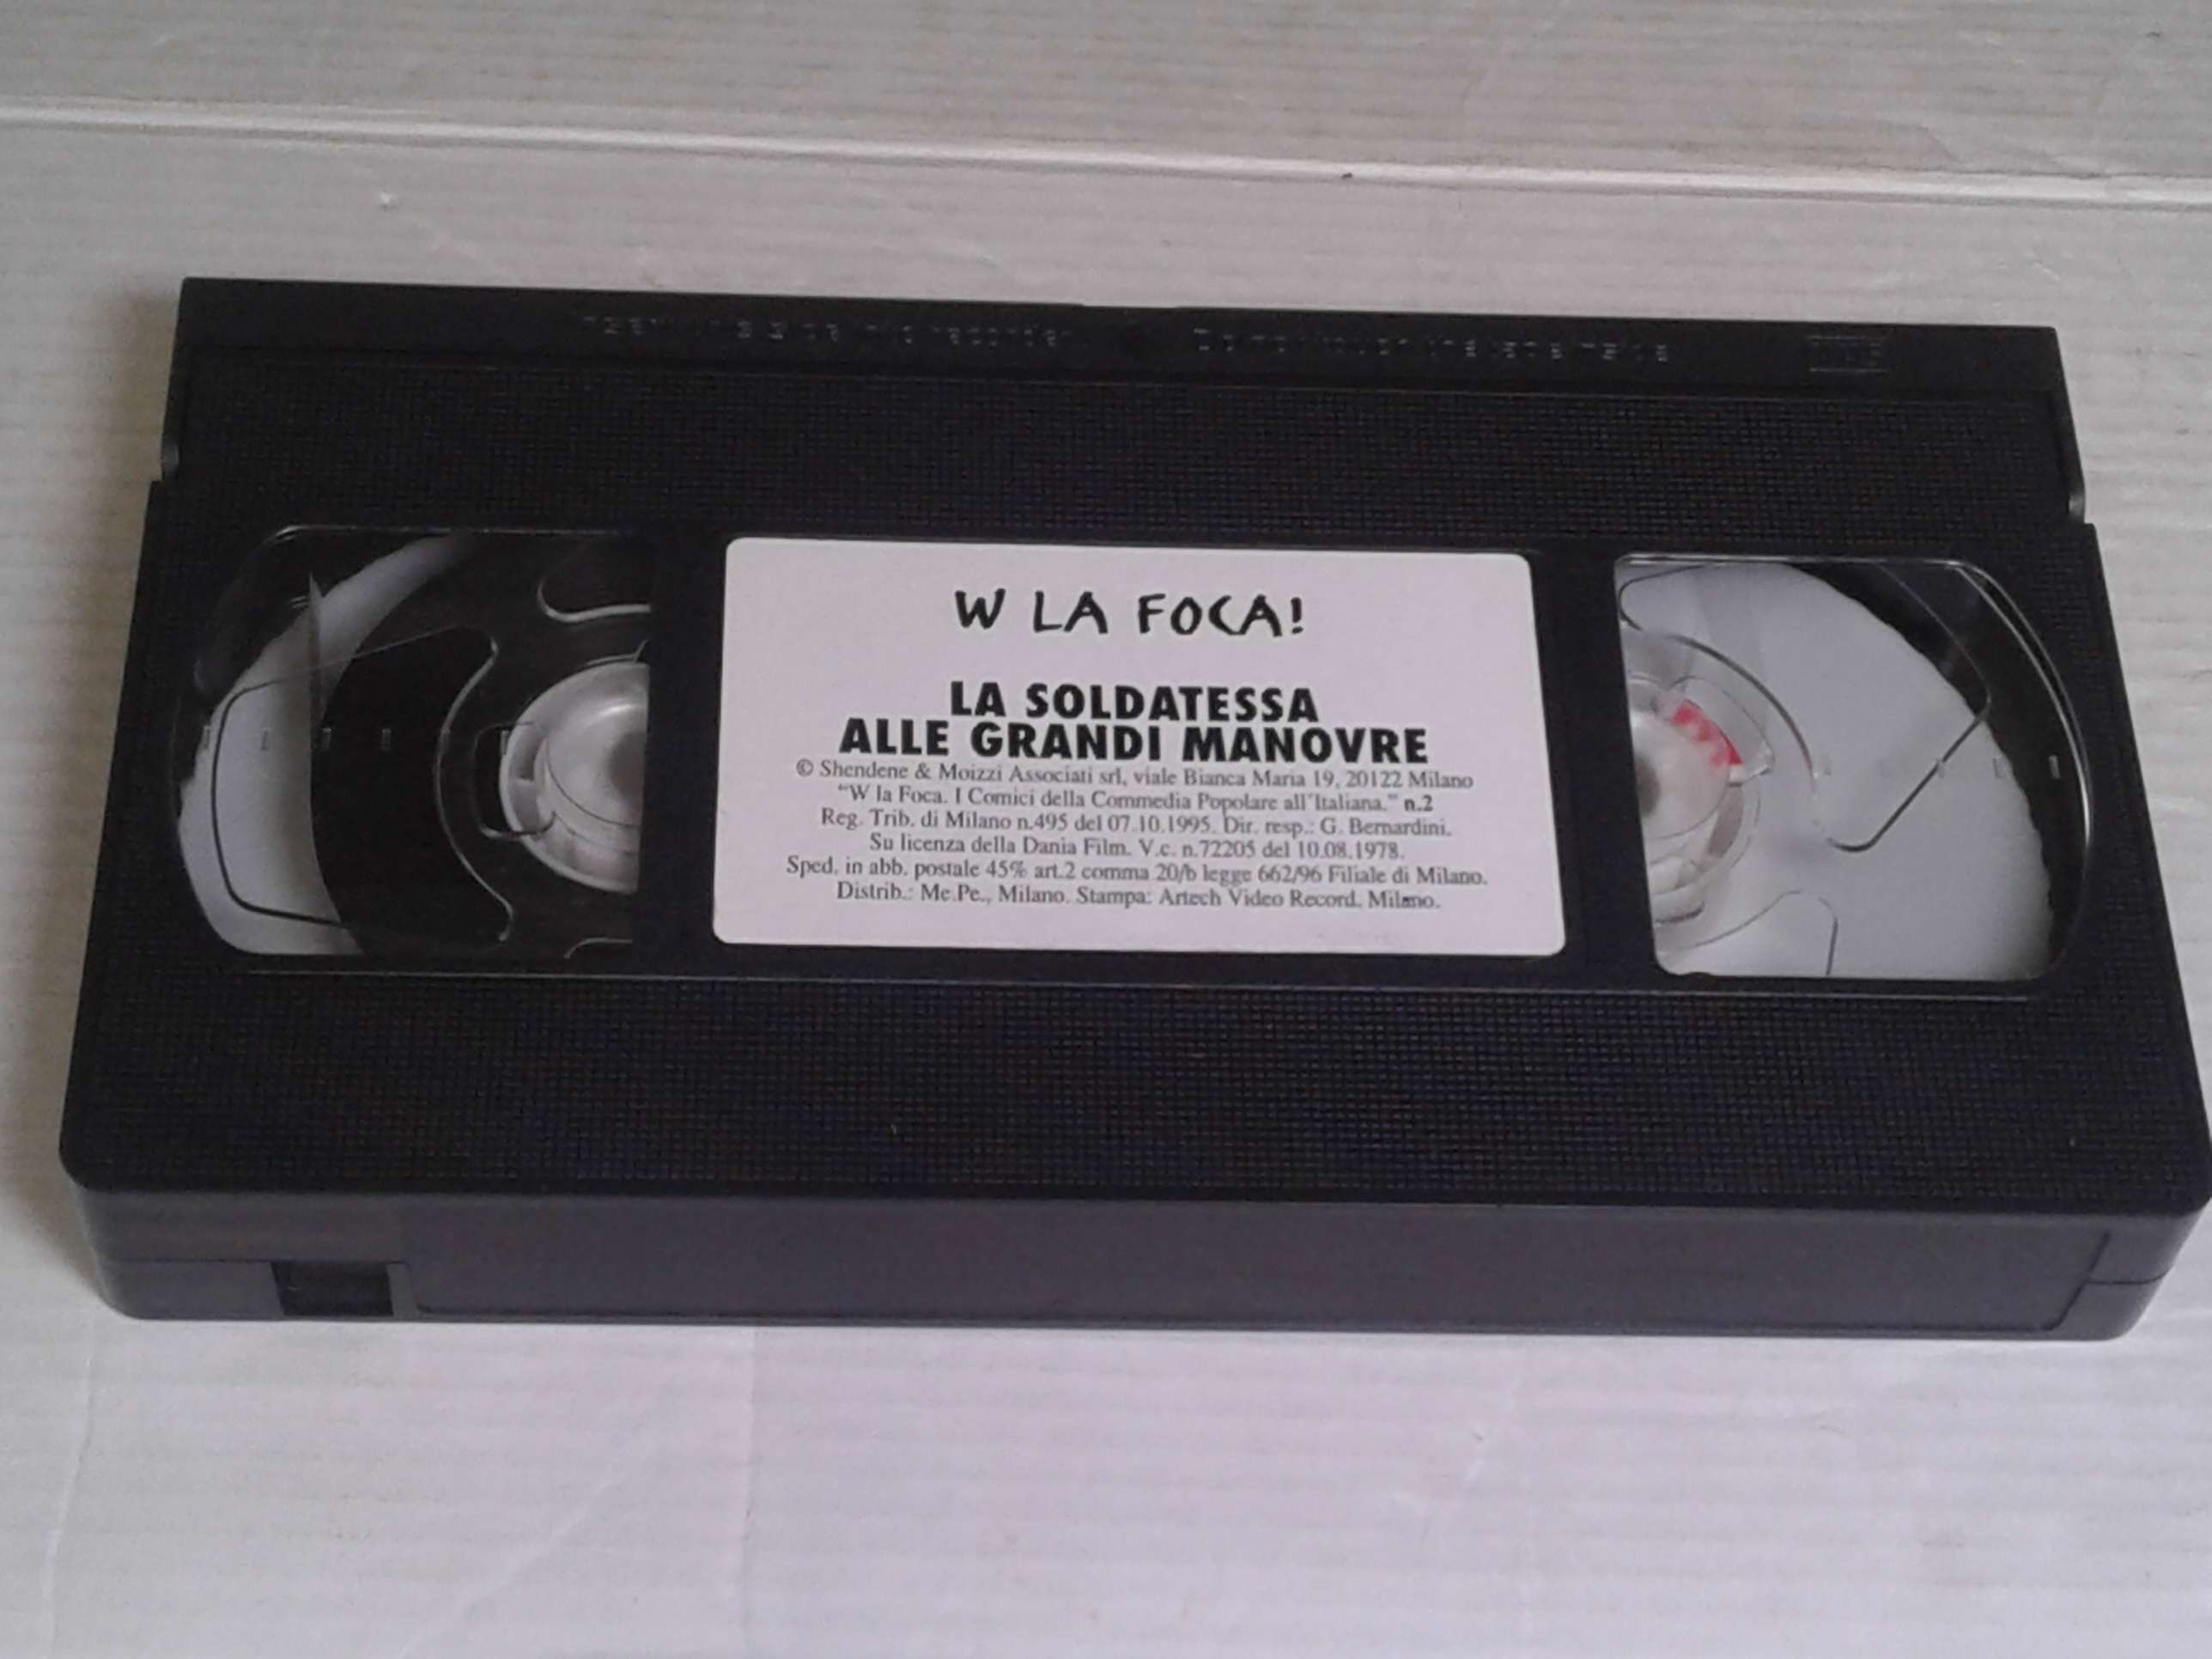 W LA FOCA!
LA SOLDATESSA
ALLE GRANDI MANOVRE
© Shendene & Moizzi Associati srl, viale Bianca Maria 19, 20122 Milano
"W la Foca. I Comici della Commedia Popolare all'Italiana." n.2
Reg. Trib. di Milano n.495 del 07.10.1995. Dir. resp.: G. Bernardini.
Su licenza della Dania Film. V.c. n.72205 del 10.08.1978.
Sped. in abb. postale 45% art.2 comma 20/b legge 662/96 Filiale di Milano.
Distrib.: Me.Pe., Milano. Stampa: Artech Video Record. Milano.